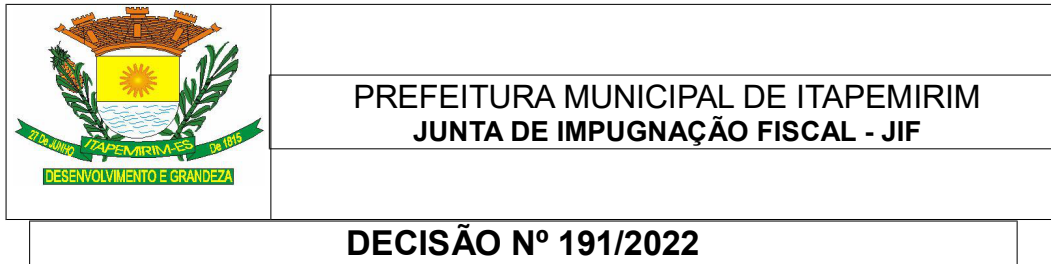 PREFEITURA MUNICIPAL DE ITAPEMIRIM
JUNTA DE IMPUGNAÇÃO FISCAL - JIF
27 De JUNHO ITAPEMIRIM-ES De 1815
DESENVOLVIMENTO E GRANDEZA
DECISÃO Nº 191/2022